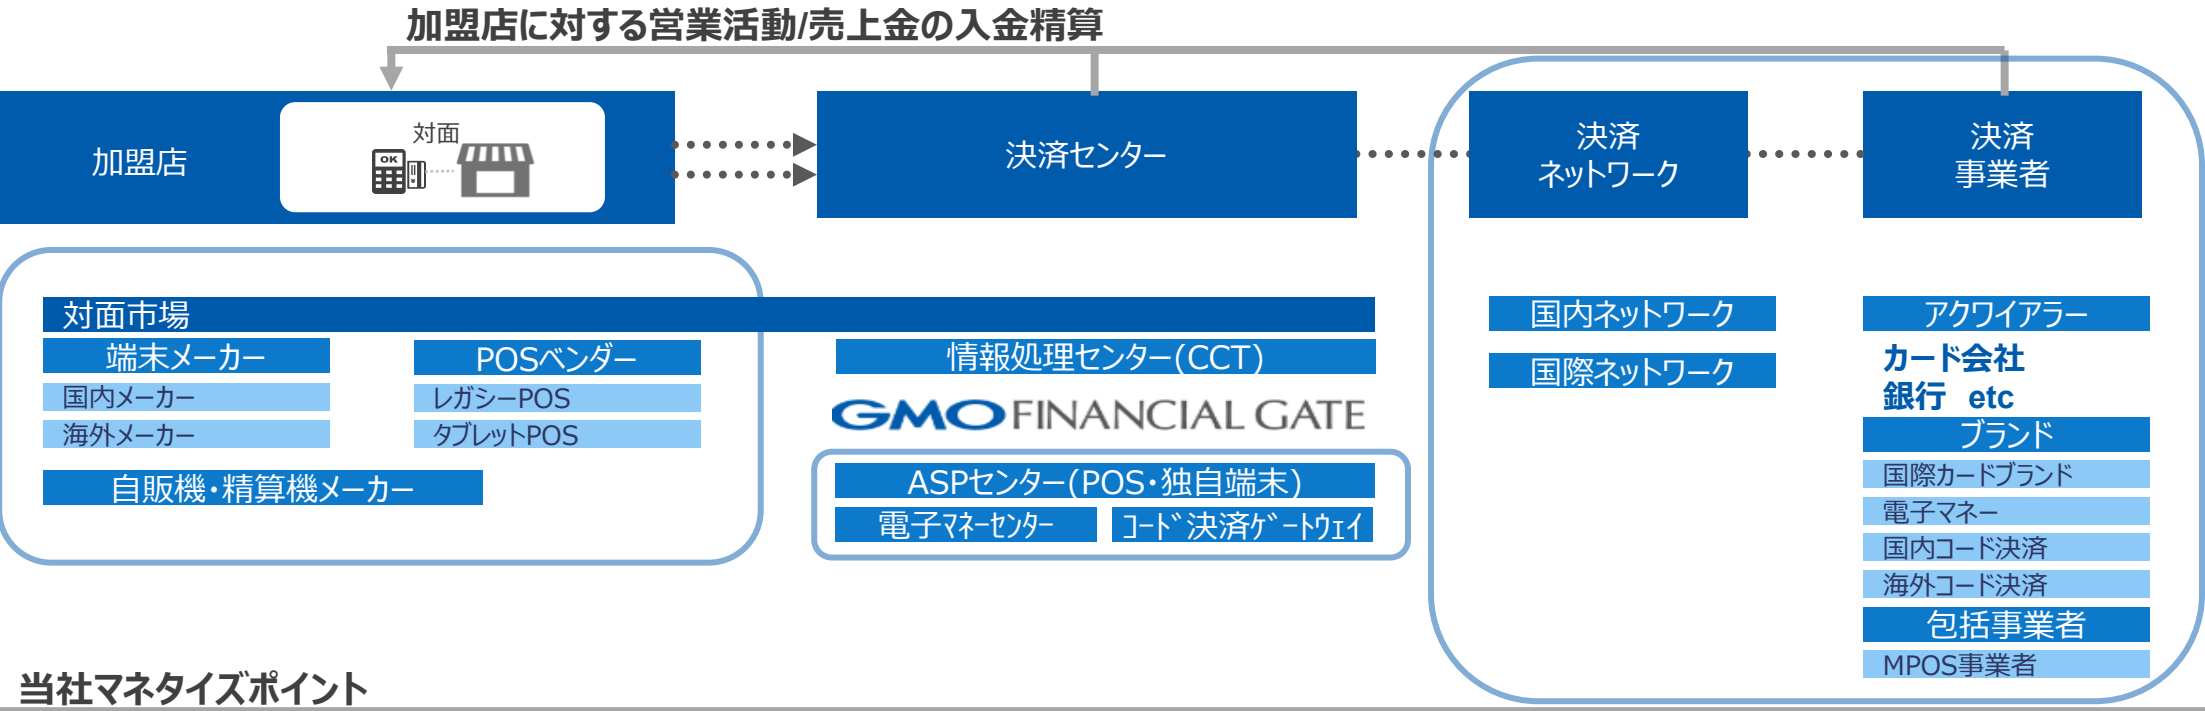 加盟店に対する営業活動/売上金の入金精算
加盟店
対面
OK
決済センター
決済
ネットワーク
決済
事業者
対面市場
端末メーカー
国内メーカー
海外メーカー
POSベンダー
レガシーPOS
タブレットPOS
自販機・精算機メーカー
情報処理センター(CCT)
GMO FINANCIAL GATE
ASPセンター(POS・独自端末)
電子ﾏﾈｰｾﾝﾀｰ
ｺｰﾄﾞ決済ｹﾞｰﾄｳｪｲ
国内ネットワーク
国際ネットワーク
アクワイアラー
カード会社
銀行 etc
ブランド
国際カードブランド
電子マネー
国内コード決済
海外コード決済
包括事業者
MPOS事業者
当社マネタイズポイント